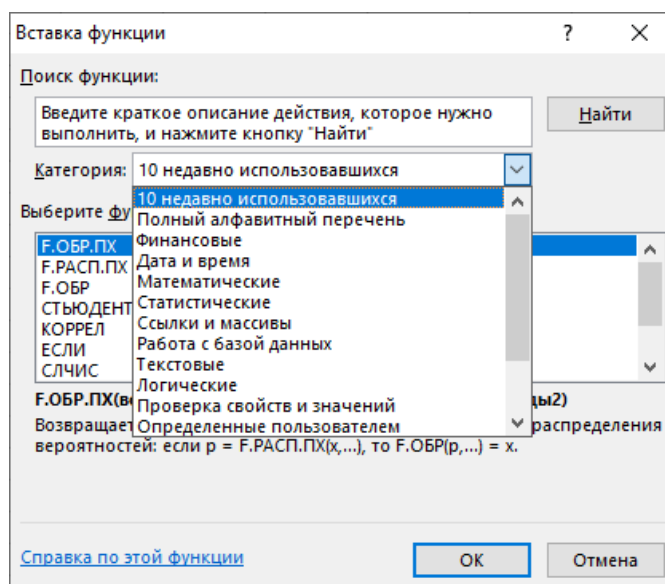 Вставка функции
?
Поиск функции:
Введите краткое описание действия, которое нужно
выполнить, и нажмите кнопку "Найти"
Найти
Категория:
10 недавно использовавшихся
10 недавно использовавшихся
Полный алфавитный перечень
Финансовые
Дата и время
Математические
Статистические
Ссылки и массивы
Работа с базой данных
Текстовые
Логические
Проверка свойств и значений
Определенные пользователем
Выберите
F.ОБР.ПХ
F.РАСП.ПХ
F.ОБР
СТЬЮДЕНТ
КОРРЕЛ
ЕСЛИ
СЛЧИС
F.ОБР.ПХ(
Возвращает распределения
вероятностей: если p = F.РАСП.ПХ(x,...), то F.ОБР(p,...) = x.
Справка по этой функции
ОК
Отмена